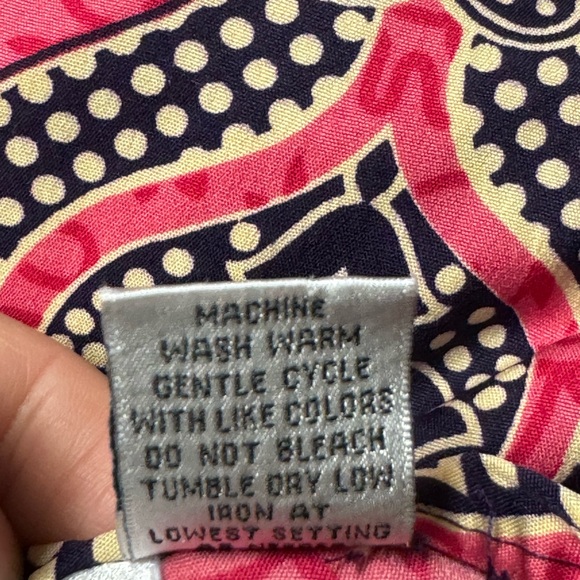 MACHINE
WASH WARM
GENTLE CYCLE
WITH LIKE COLORS
DO NOT BLEACH
TUMBLE DRY LOW
IRON AT
LOWEST SETTING